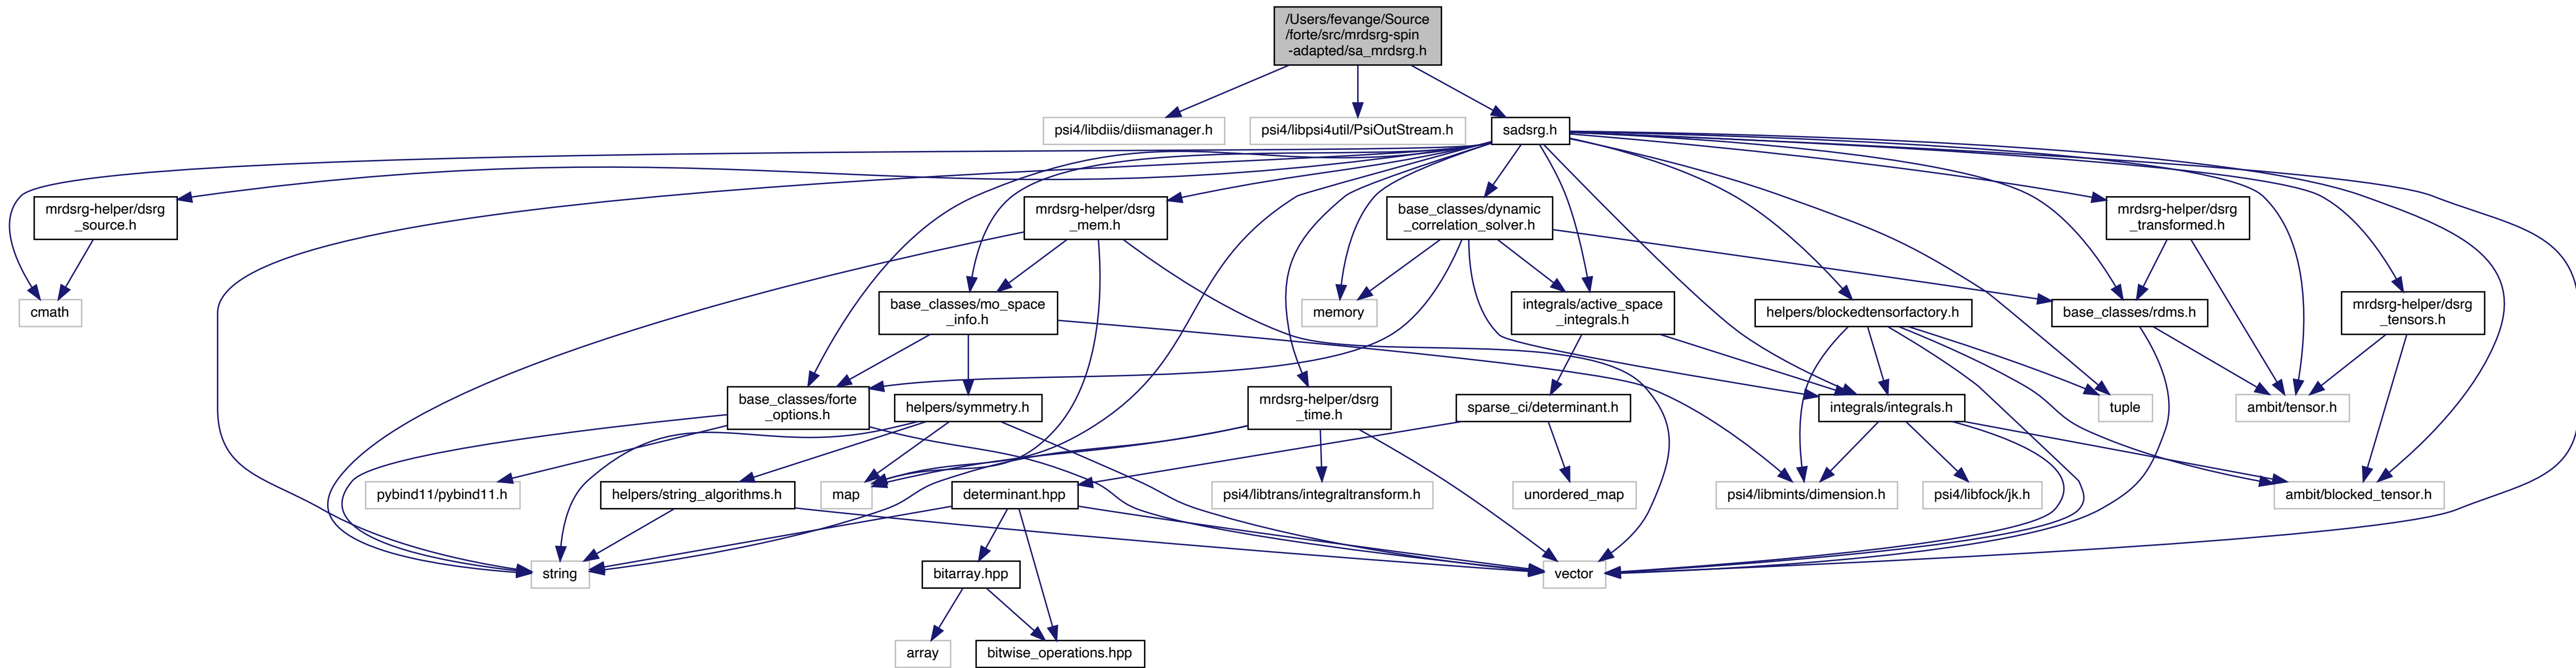 /Users/fevange/Source
/forte/src/mrdsrg-spin
-adapted/sa_mrdsrg.h
psi4/libdiis/diismanager.h
psi4/libpsi4util/PsiOutStream.h
sadsrg.h
mrdsrg-helper/dsrg
_source.h
mrdsrg-helper/dsrg
_mem.h
base_classes/dynamic
_correlation_solver.h
mrdsrg-helper/dsrg
_transformed.h
cmath
base_classes/mo_space
_info.h
memory
integrals/active_space
_integrals.h
helpers/blockedtensorfactory.h
base_classes/rdms.h
mrdsrg-helper/dsrg
_tensors.h
base_classes/forte
_options.h
helpers/symmetry.h
mrdsrg-helper/dsrg
_time.h
sparse_ci/determinant.h
integrals/integrals.h
tuple
ambit/tensor.h
pybind11/pybind11.h
helpers/string_algorithms.h
map
determinant.hpp
psi4/libtrans/integraltransform.h
unordered_map
psi4/libmints/dimension.h
psi4/libfock/jk.h
ambit/blocked_tensor.h
string
bitarray.hpp
vector
array
bitwise_operations.hpp